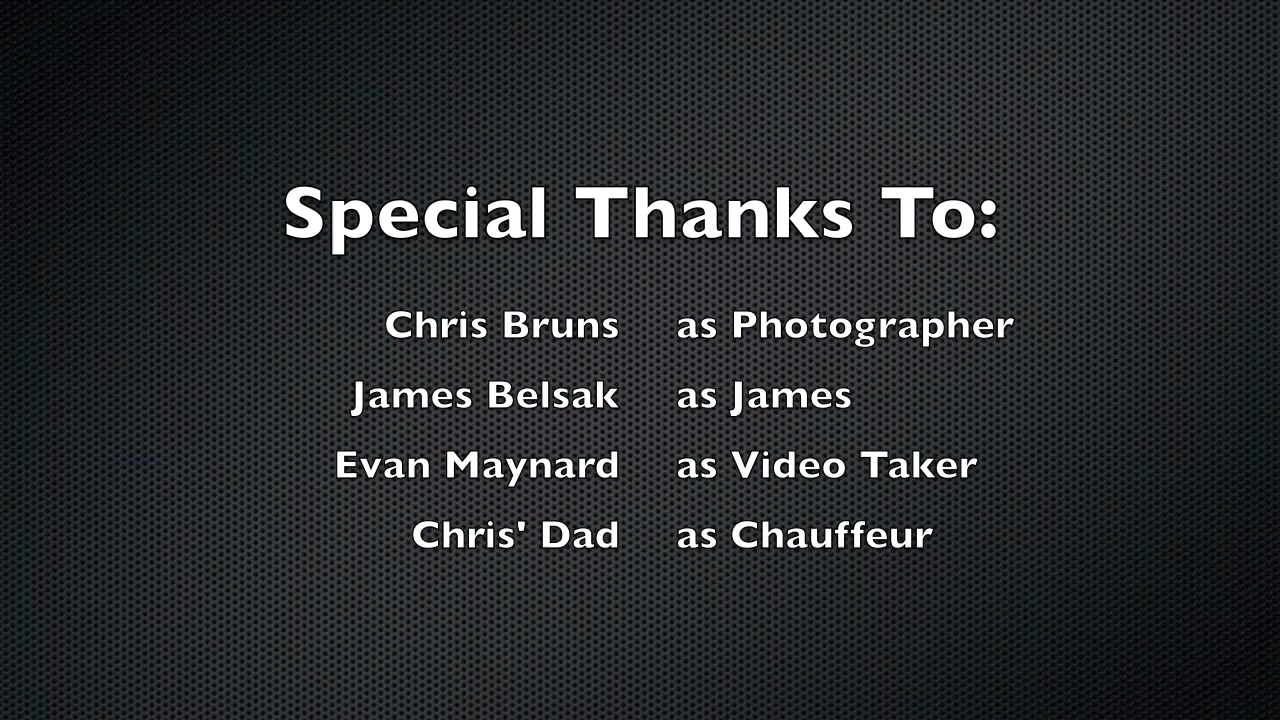 Special Thanks To:
Chris Bruns as Photographer
James Belsak as James
Evan Maynard as Video Taker
Chris' Dad as Chauffeur